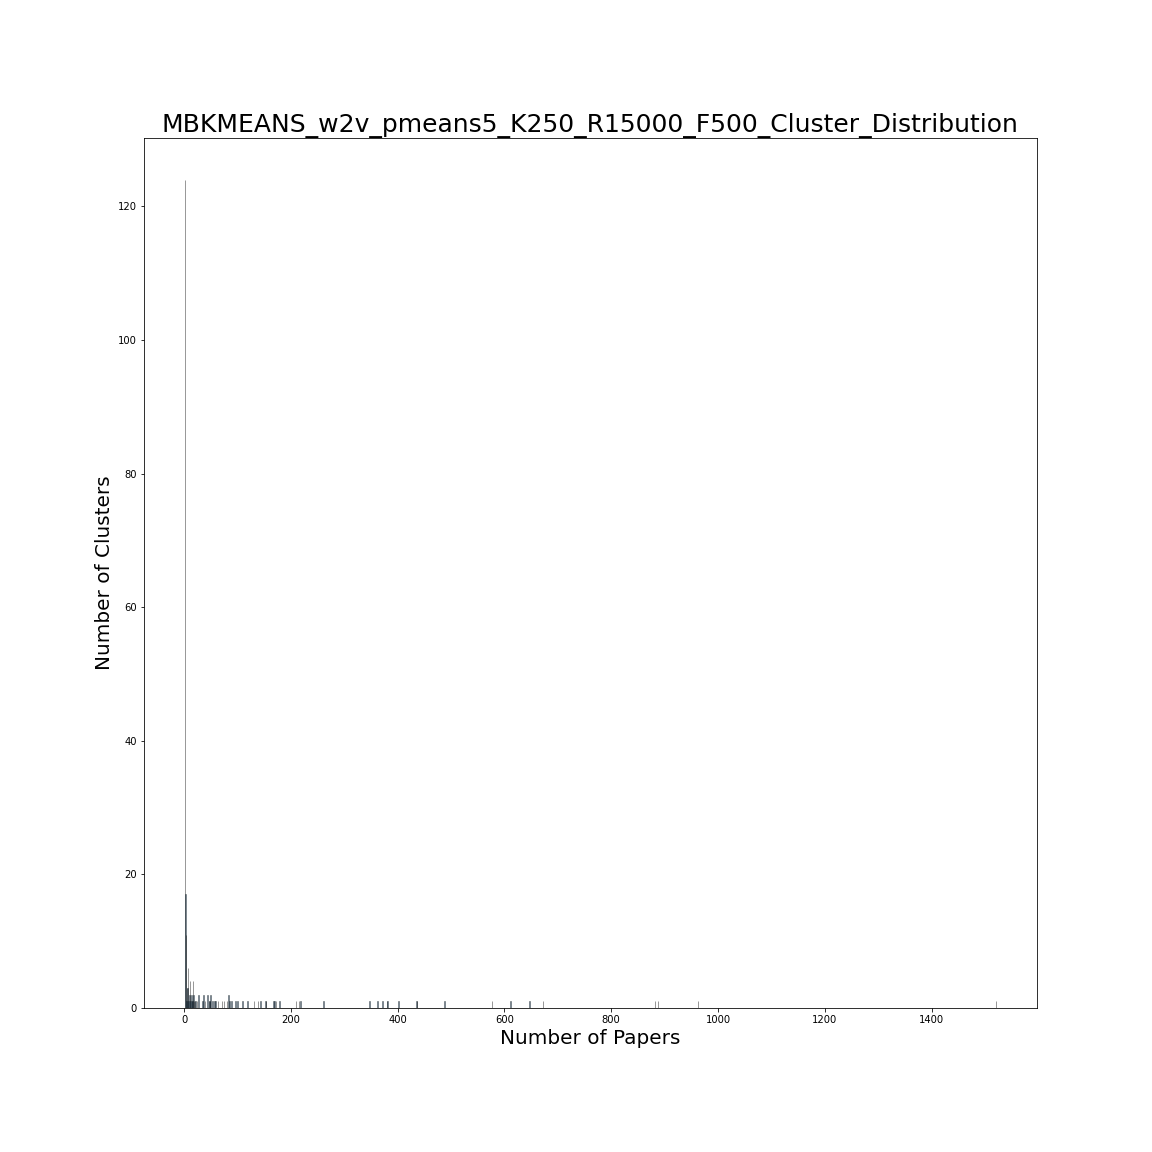 MBKMEANS_w2v_pmeans5_K250_R15000_F500_Cluster_Distribution
120
100
80
60
40
20
0
Number of Clusters
0 200 400 600 800 1000 1200 1400
Number of Papers